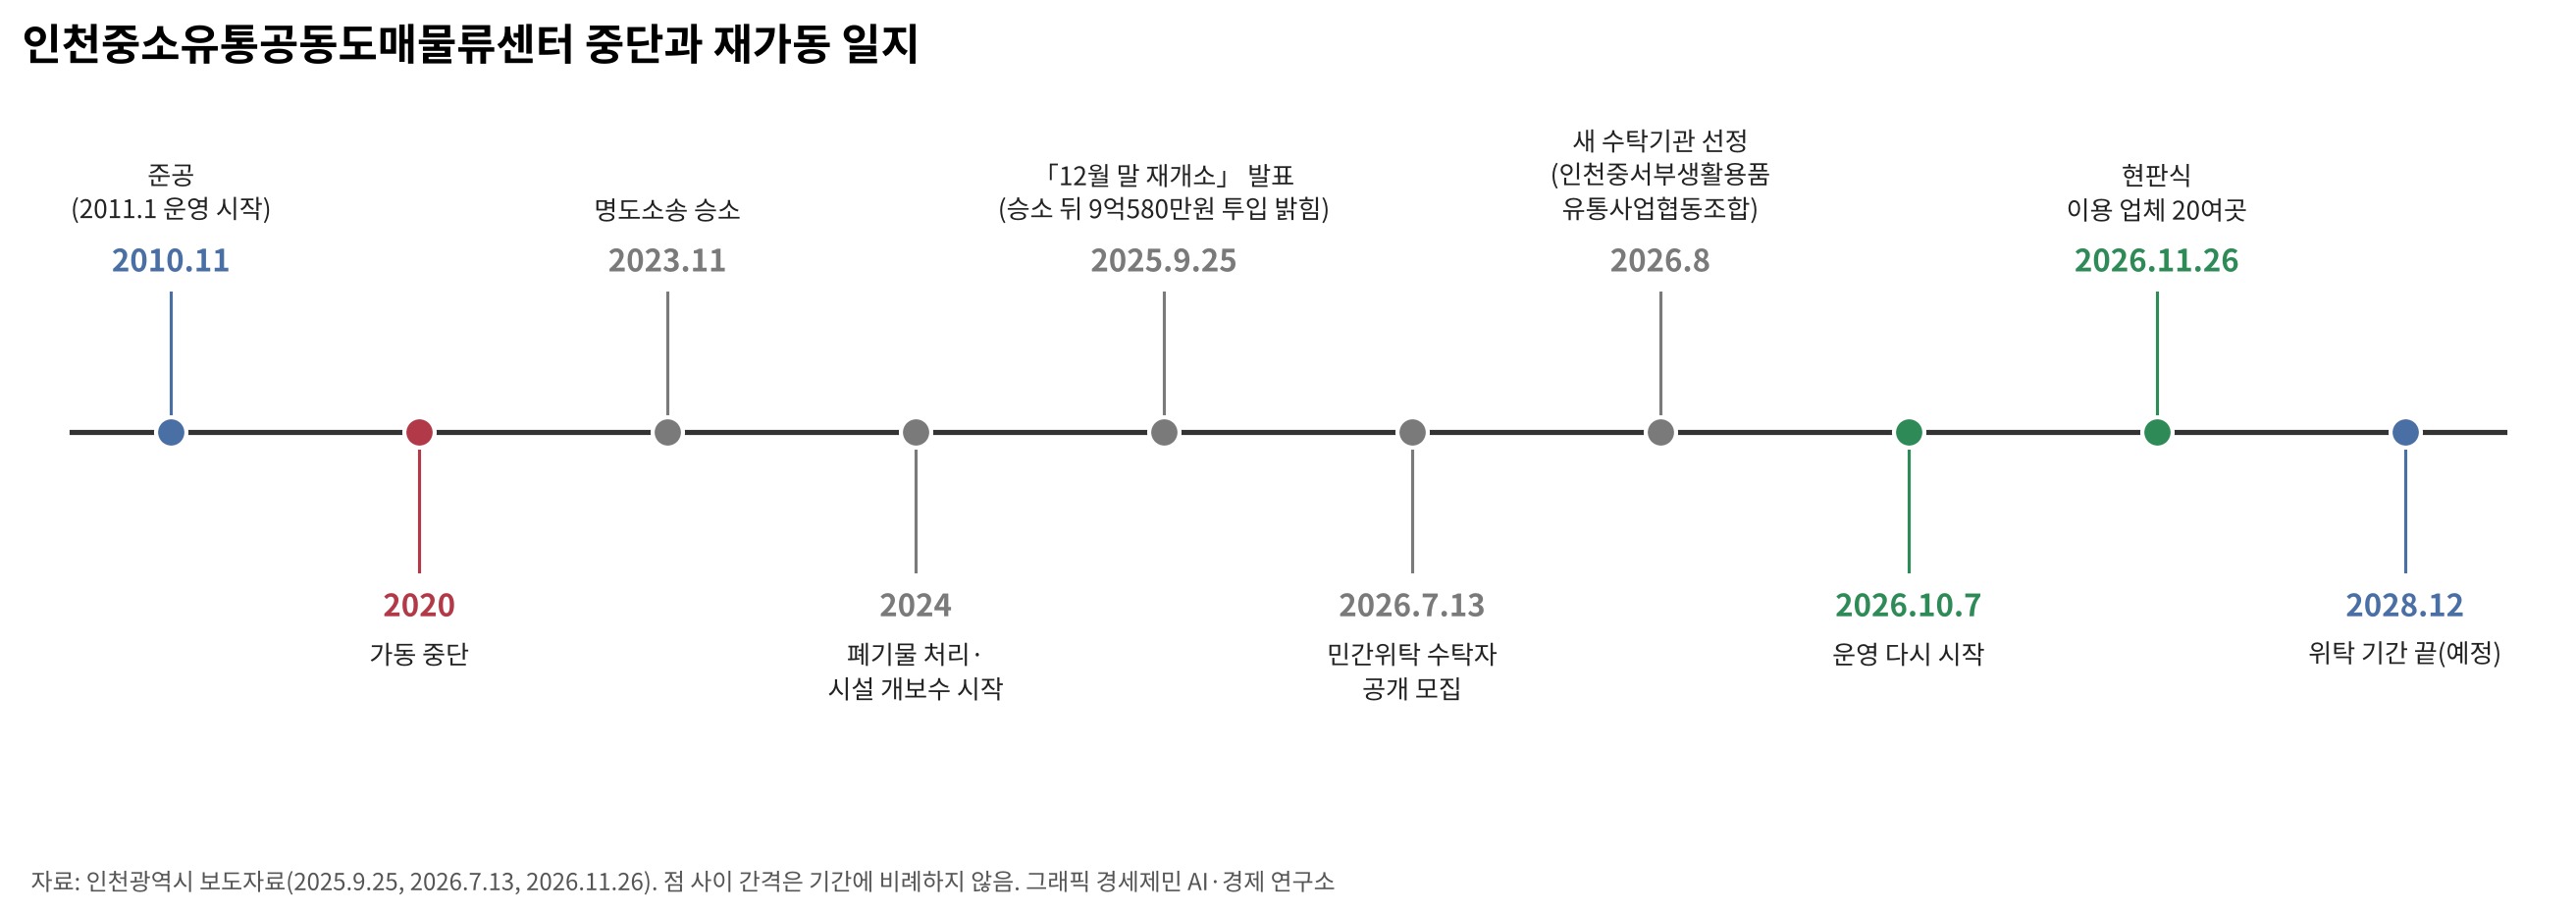 인천중소유통공동도매물류센터 중단과 재가동 일지
준공
(2011.1 운영 시작)
2010.11
2020
가동 중단
명도소송 승소
2023.11
2024
폐기물 처리·
시설 개보수 시작
「12월 말 재개소」 발표
(승소 뒤 9억580만원 투입 밝힘)
2025.9.25
2026.7.13
민간위탁 수탁자
공개 모집
새 수탁기관 선정
(인천중서부생활용품
유통사업협동조합)
2026.8
2026.10.7
운영 다시 시작
현판식
이용 업체 20여곳
2026.11.26
2028.12
위탁 기간 끝(예정)
자료: 인천광역시 보도자료(2025.9.25, 2026.7.13, 2026.11.26). 점 사이 간격은 기간에 비례하지 않음. 그래픽 경세제민 AI·경제 연구소